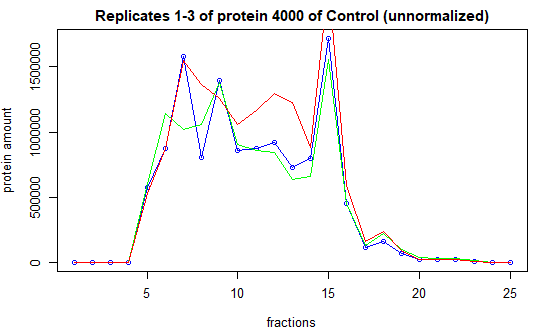 Replicates 1-3 of protein 4000 of Control (unnormalized)
protein amount
1500000
1000000
500000
0
5 10 15 20 25
fractions